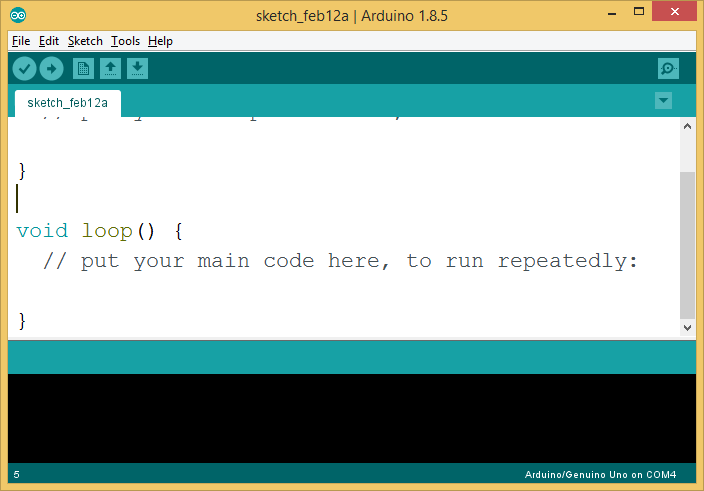 sketch_feb12a | Arduino 1.8.5
File Edit Sketch Tools Help
sketch_feb12a
}
void loop() {
// put your main code here, to run repeatedly:
}
5
Arduino/Genuino Uno on COM4